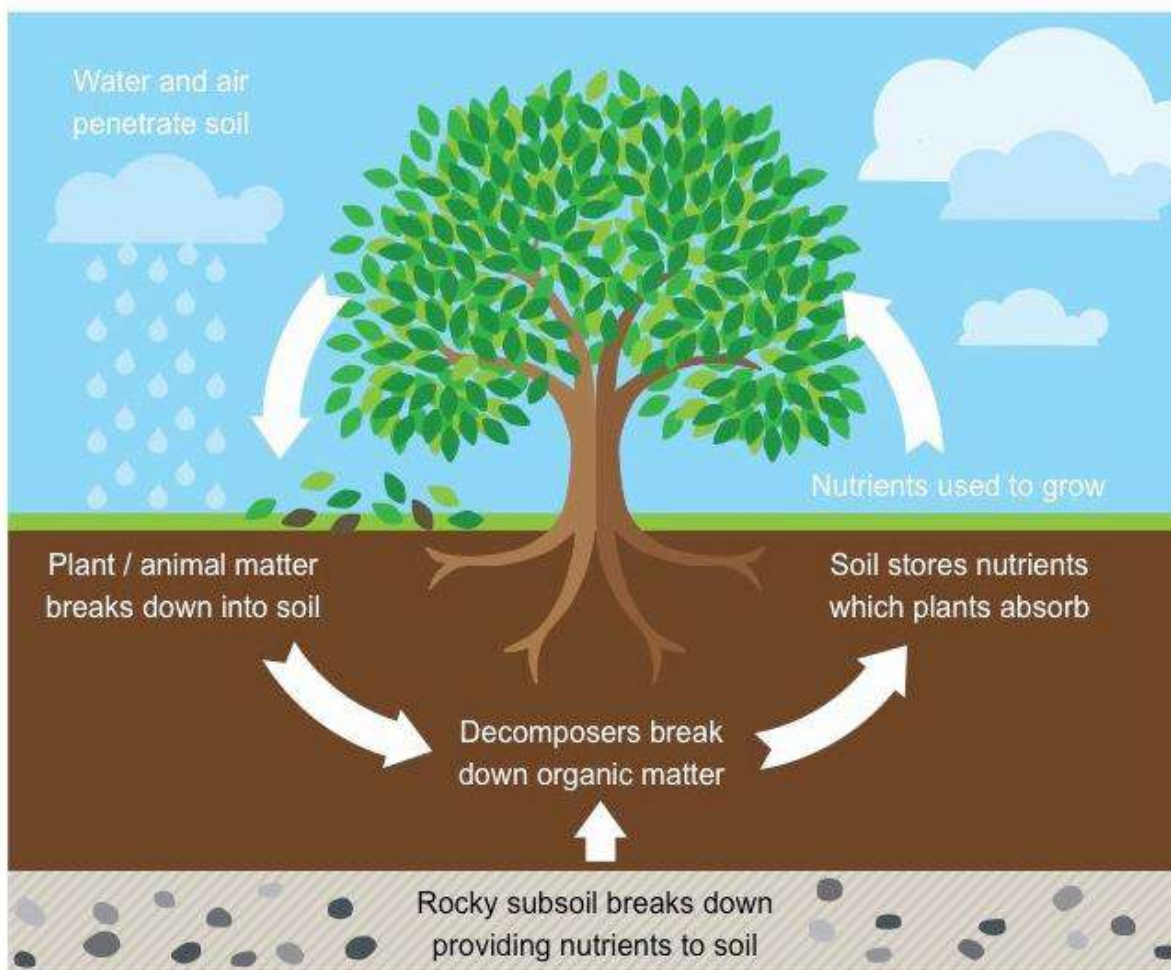 Water and air
penetrate soil
Nutrients used to grow
Plant / animal matter
breaks down into soil
Soil stores nutrients
which plants absorb
Decomposers break
down organic matter
Rocky subsoil breaks down
providing nutrients to soil